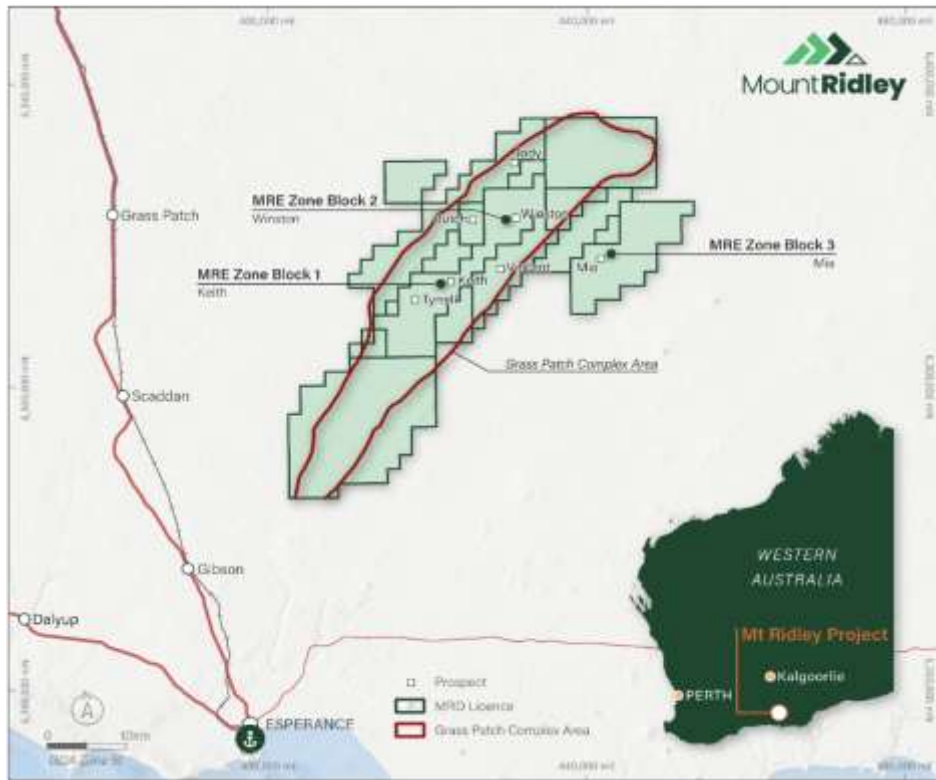 MountRidley
MRE Zone Block 2
Winston
Winston
Grass Patch
MRE Zone Block 3
Mia
Mia
MRE Zone Block 1
Keith
Keith
Vincent
Tyrrell
Grass Patch Complex Area
Scaddan
WESTERN
AUSTRALIA
Gibson
Dalyup
Mt Ridley Project
Kalgoorlie
PERTH
Prospect
MRD Licence
Grass Patch Complex Area
ESPERANCE
0
10km